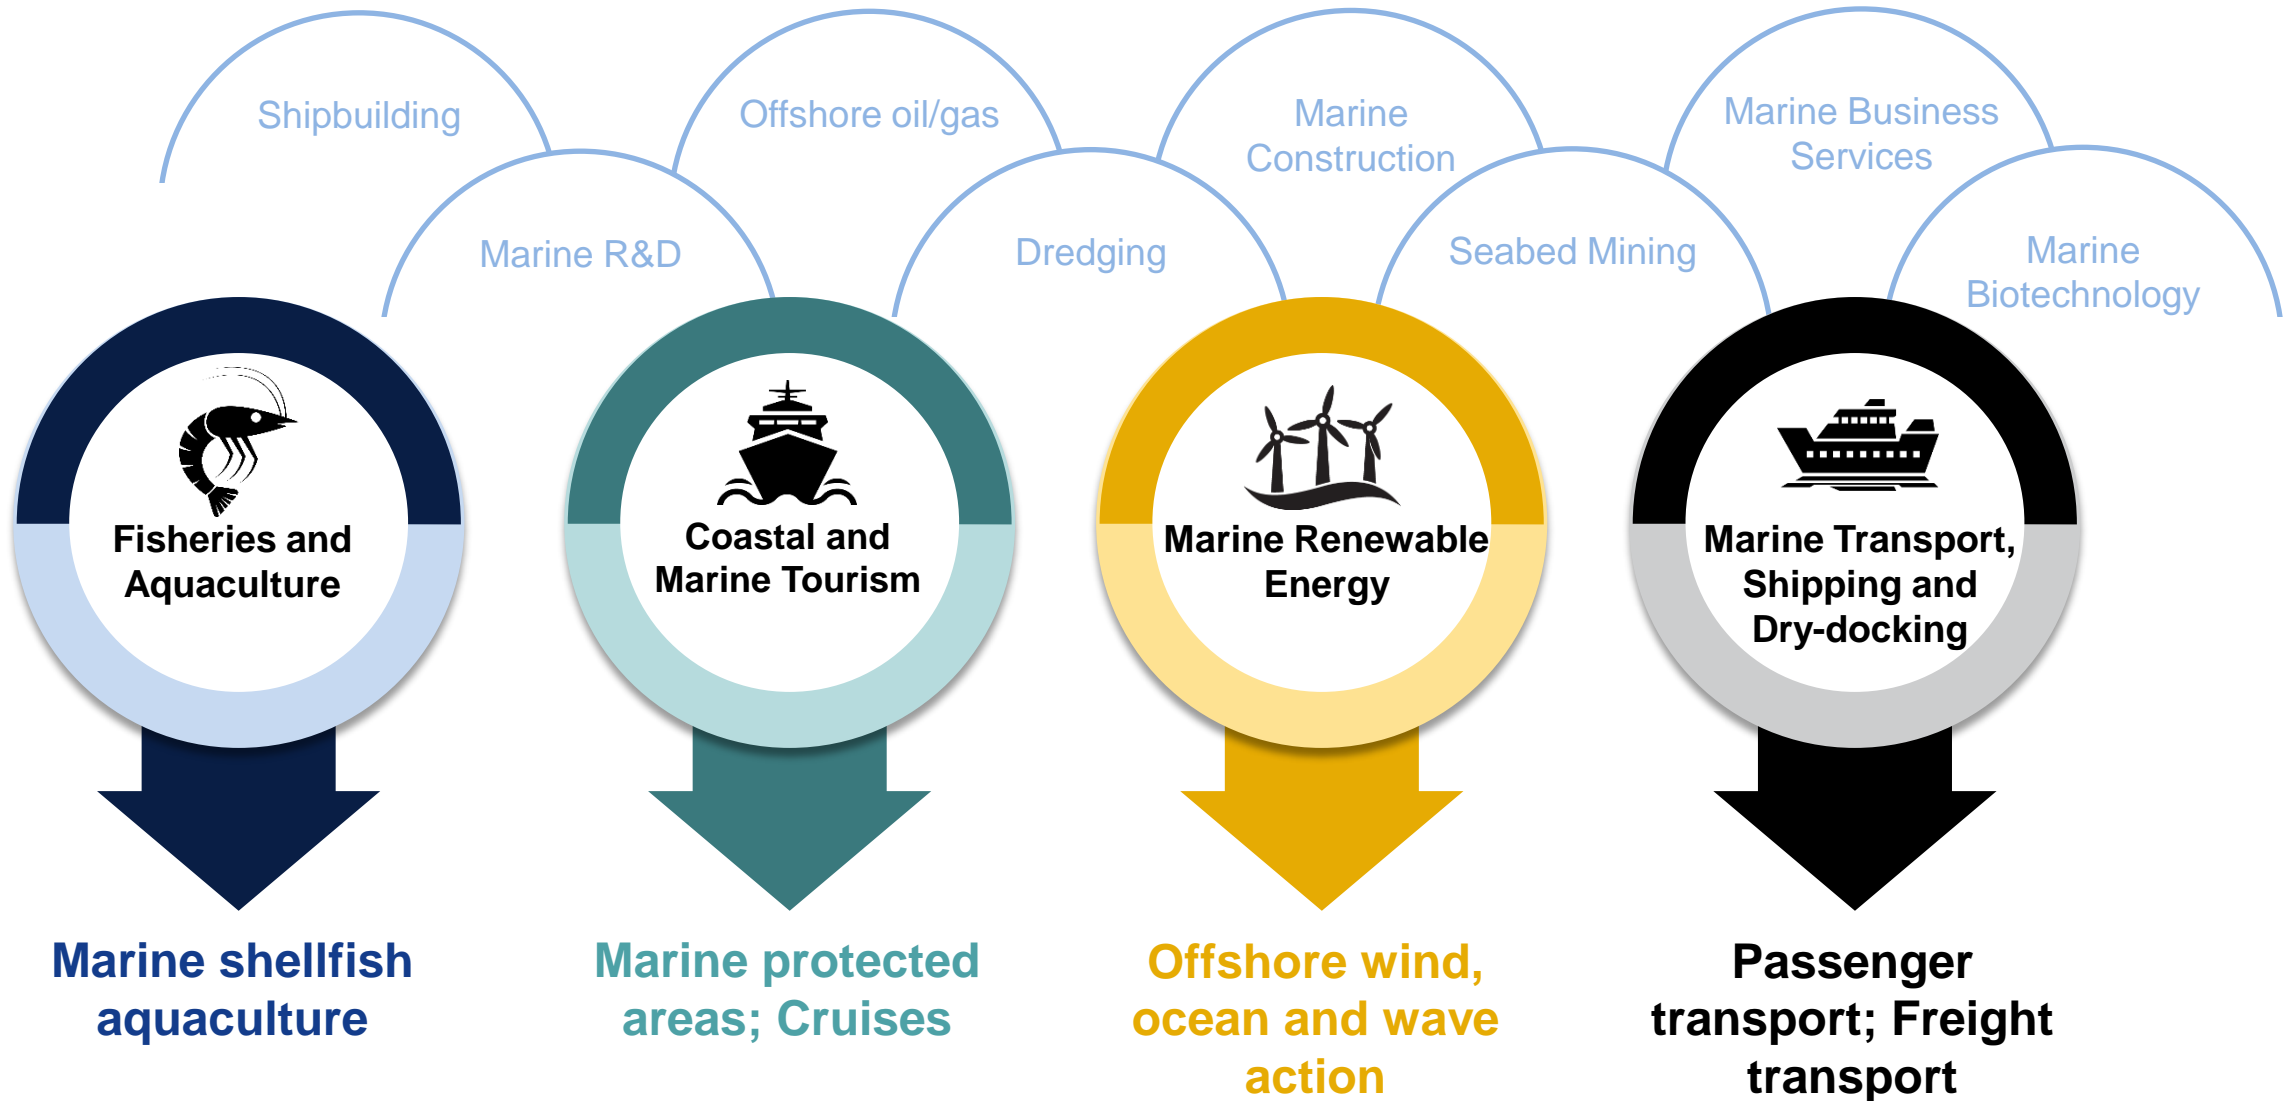 Shipbuilding
Offshore oil/gas
Marine
Construction
Marine Business
Services
Marine R&D
Dredging
Seabed Mining
Marine
Biotechnology
Fisheries and
Aquaculture
Coastal and
Marine Tourism
Marine Renewable
Energy
Marine Transport,
Shipping and
Dry-docking
Marine shellfish
aquaculture
Marine protected
areas; Cruises
Offshore wind,
ocean and wave
action
Passenger
transport; Freight
transport